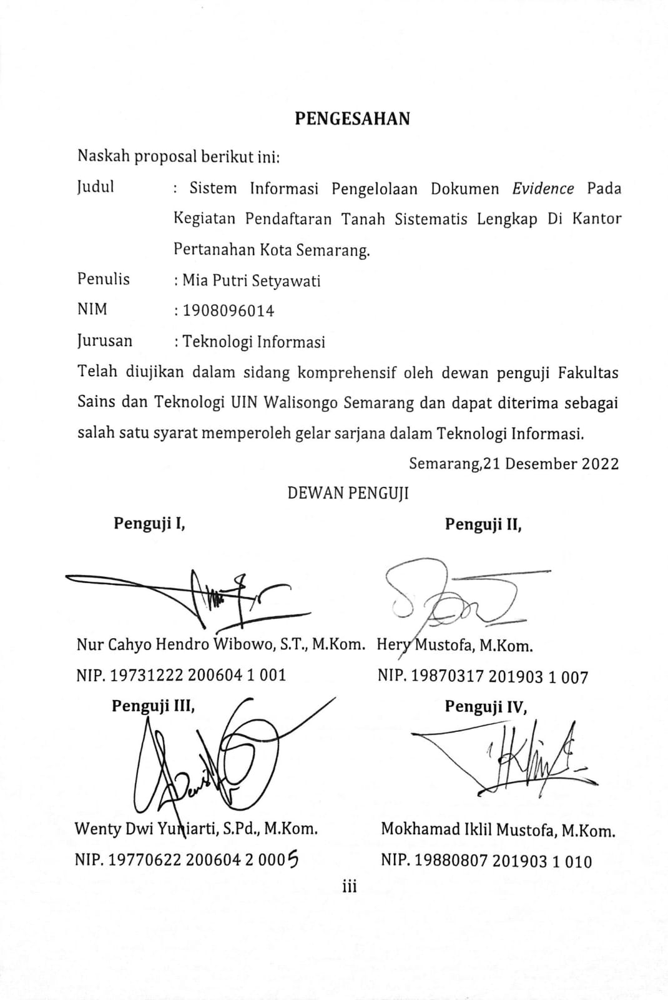 PENGESAHAN
Naskah proposal berikut ini:
Judul : Sistem Informasi Pengelolaan Dokumen Evidence Pada
Kegiatan Pendaftaran Tanah Sistematis Lengkap Di Kantor
Pertanahan Kota Semarang.
Penulis : Mia Putri Setyawati
NIM : 1908096014
Jurusan : Teknologi Informasi
Telah diujikan dalam sidang komprehensif oleh dewan penguji Fakultas
Sains dan Teknologi UIN Walisongo Semarang dan dapat diterima sebagai
salah satu syarat memperoleh gelar sarjana dalam Teknologi Informasi.
Semarang,21 Desember 2022
DEWAN PENGUJI
Penguji I, Penguji II,
Nur Cahyo Hendro Wibowo, S.T., M.Kom. Hery Mustofa, M.Kom.
NIP. 19731222 200604 1 001 NIP. 19870317 201903 1 007
Penguji III, Penguji IV,
Wenty Dwi Yuniarti, S.Pd., M.Kom. Mokhamad Iklil Mustofa, M.Kom.
NIP. 19770622 200604 2 0005 NIP. 19880807 201903 1 010
iii